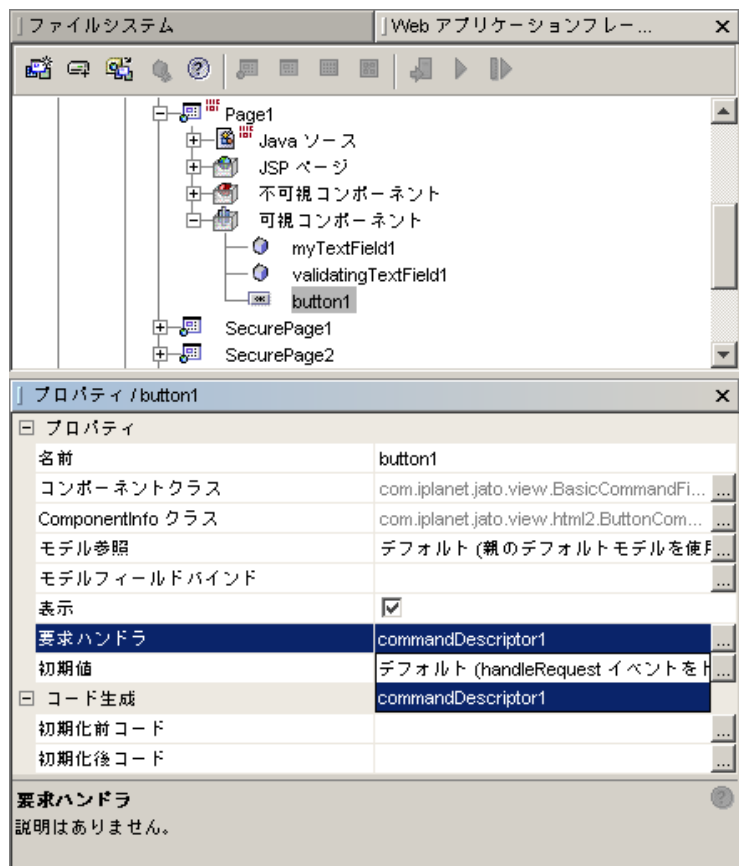 ファイルシステム
Web アプリケーションフレー...
Page1
Java ソース
JSP ページ
不可視コンポーネント
可視コンポーネント
myTextField1
validatingTextField1
button1
SecurePage1
SecurePage2
プロパティ / button1
プロパティ
名前 button1
コンポーネントクラス com.iplanet.jato.view.BasicCommandFi... ...
ComponentInfo クラス com.iplanet.jato.view.html2.ButtonCom... ...
モデル参照 デフォルト (親のデフォルトモデルを使用 ...
モデルフィールドバインド ...
表示
要求ハンドラ commandDescriptor1 ...
初期値 デフォルト (handleRequest イベントを ...
コード生成 commandDescriptor1
初期化前コード ...
初期化後コード ...
要求ハンドラ
説明はありません。